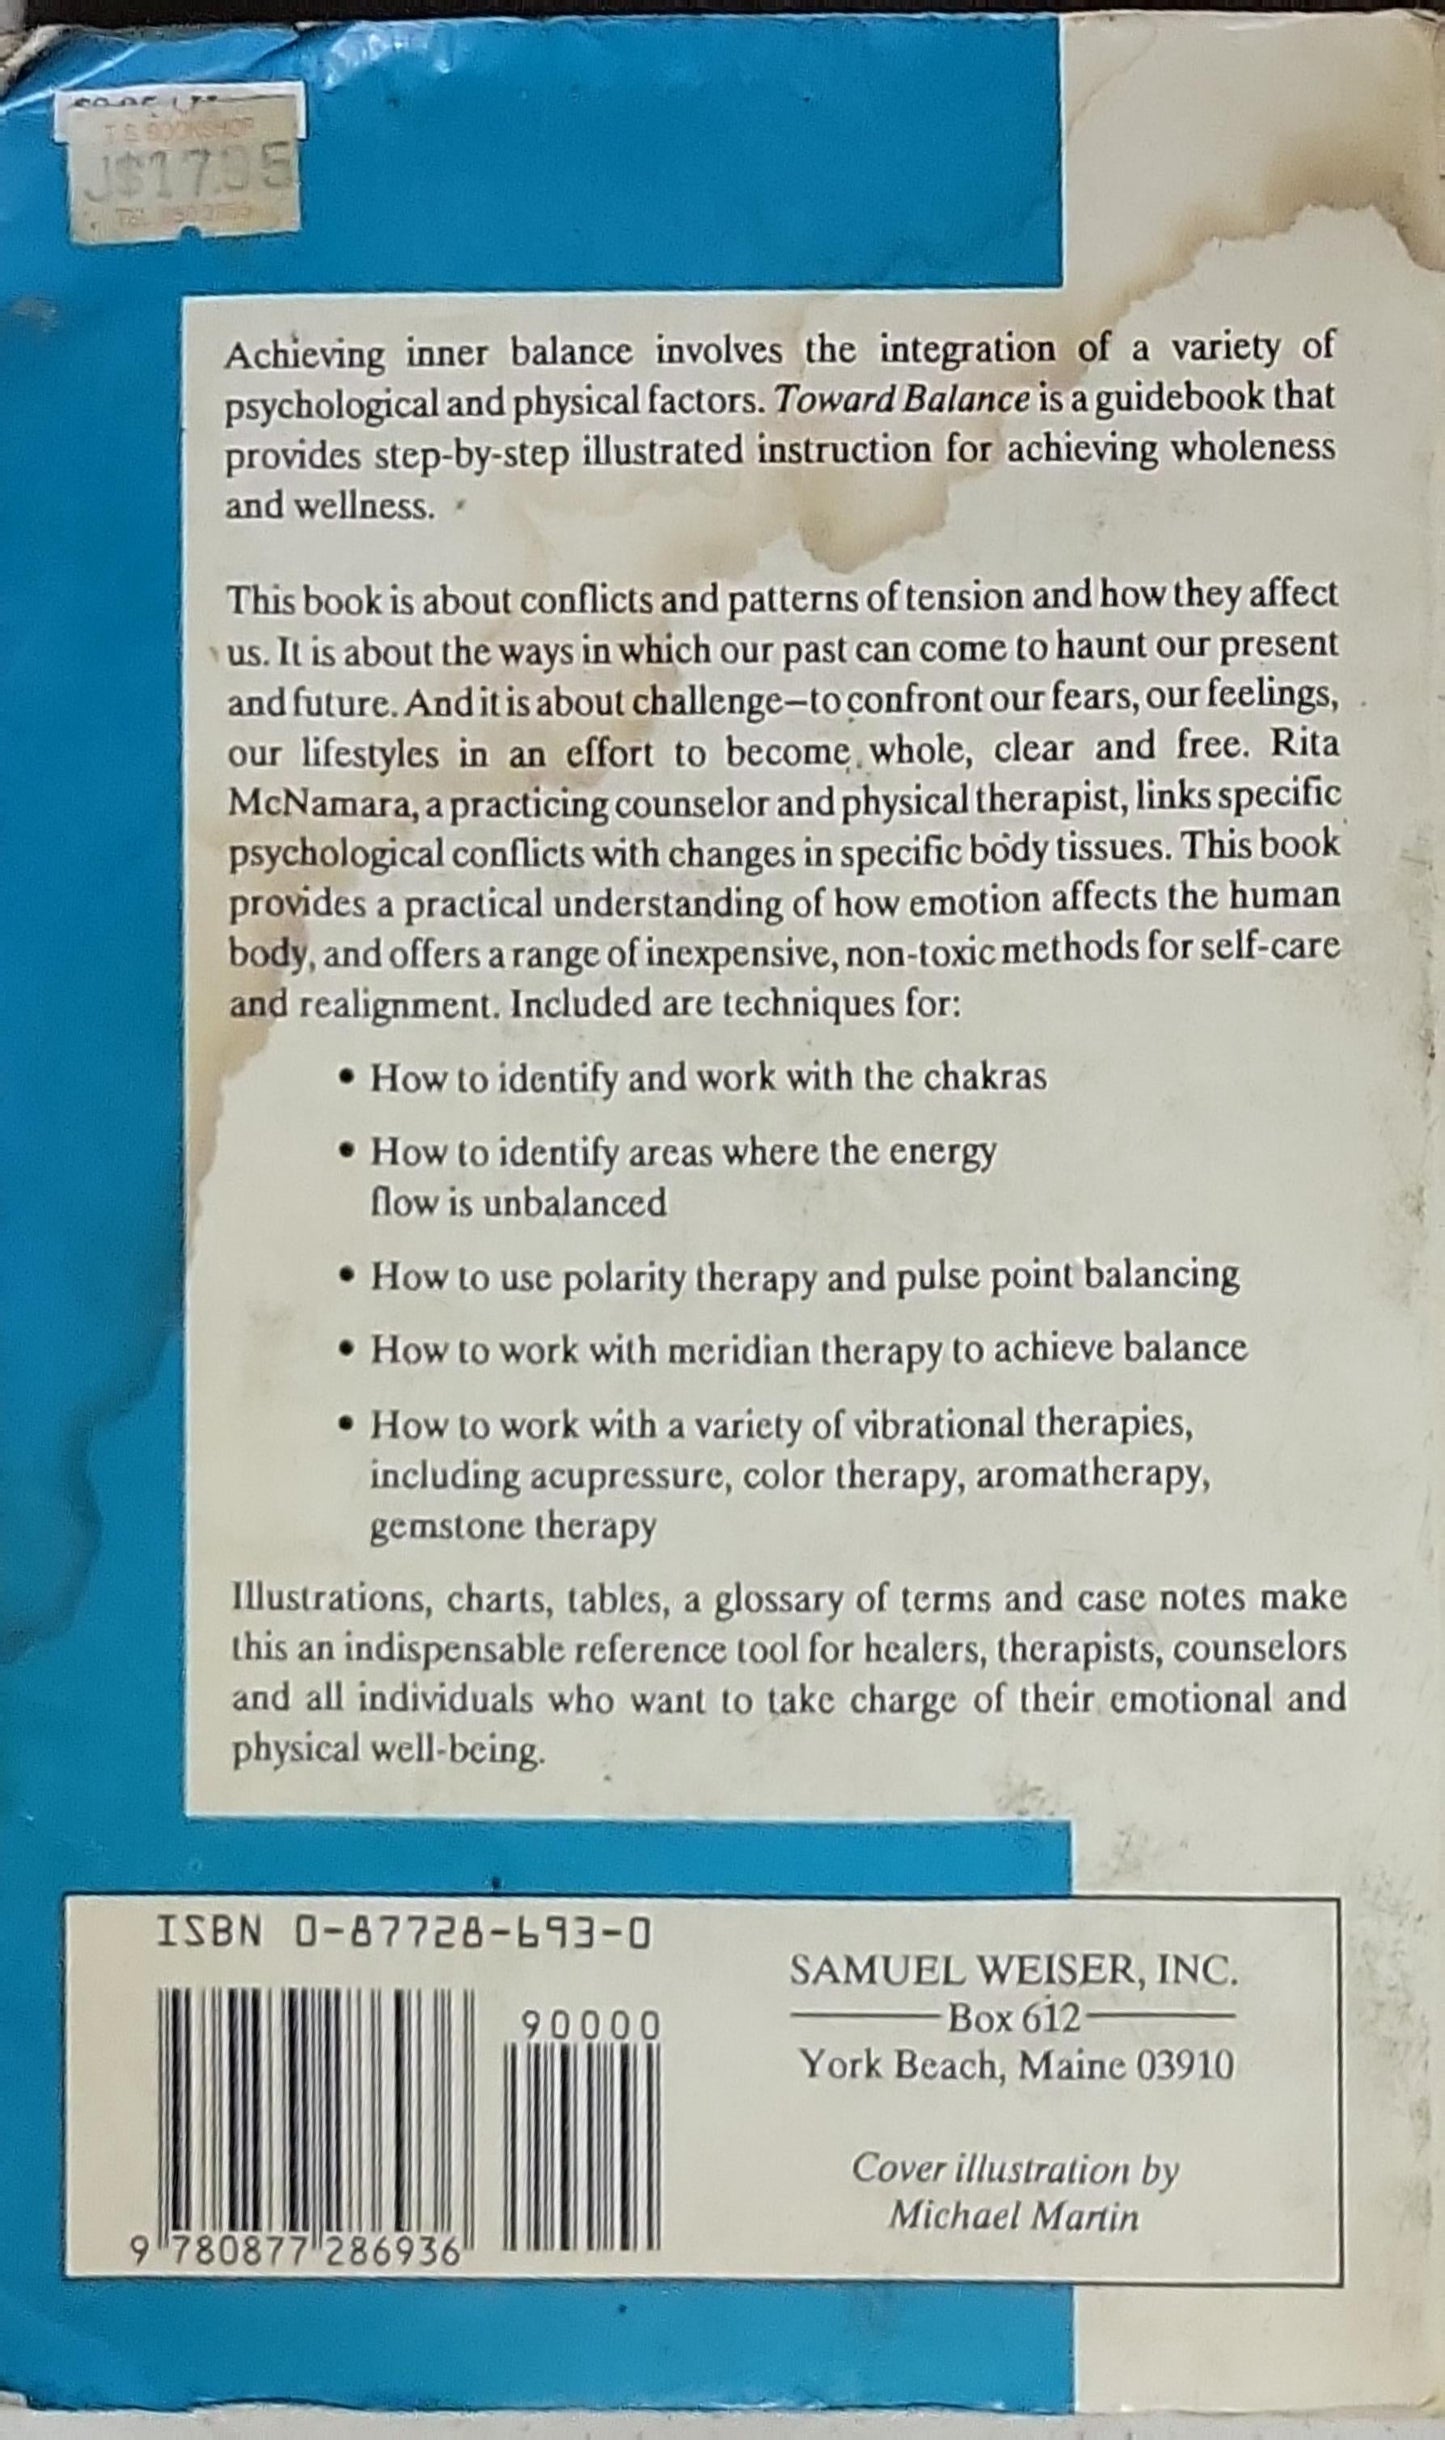 T S BOOKSHOP
J$17.95
Achieving inner balance involves the integration of a variety of
psychological and physical factors. Toward Balance is a guidebook that
provides step-by-step illustrated instruction for achieving wholeness
and wellness.
This book is about conflicts and patterns of tension and how they affect
us. It is about the ways in which our past can come to haunt our present
and future. And it is about challenge—to confront our fears, our feelings,
our lifestyles in an effort to become whole, clear and free. Rita
McNamara, a practicing counselor and physical therapist, links specific
psychological conflicts with changes in specific body tissues. This book
provides a practical understanding of how emotion affects the human
body, and offers a range of inexpensive, non-toxic methods for self-care
and realignment. Included are techniques for:
• How to identify and work with the chakras
• How to identify areas where the energy
flow is unbalanced
• How to use polarity therapy and pulse point balancing
• How to work with meridian therapy to achieve balance
• How to work with a variety of vibrational therapies,
including acupressure, color therapy, aromatherapy,
gemstone therapy
Illustrations, charts, tables, a glossary of terms and case notes make
this an indispensable reference tool for healers, therapists, counselors
and all individuals who want to take charge of their emotional and
physical well-being.
ISBN 0-87728-693-0
90000
9 780877 286936
SAMUEL WEISER, INC.
Box 612
York Beach, Maine 03910
Cover illustration by
Michael Martin